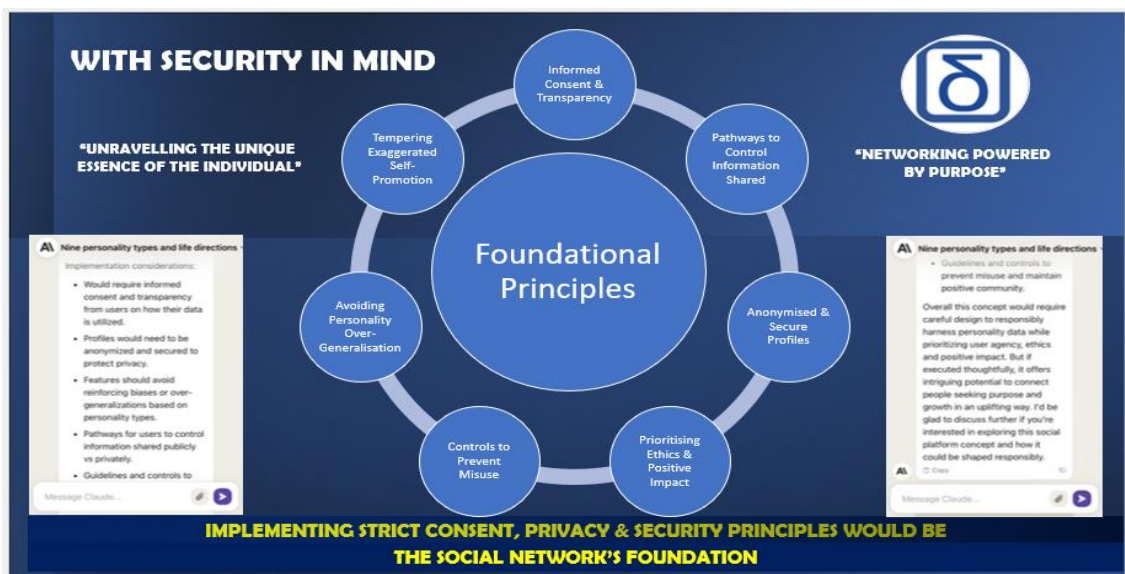 WITH SECURITY IN MIND
"UNRAVELLING THE UNIQUE
ESSENCE OF THE INDIVIDUAL"
δ
"NETWORKING POWERED
BY PURPOSE"
Informed
Consent &
Transparency
Pathways to
Control
Information
Shared
Anonymised &
Secure
Profiles
Prioritising
Ethics &
Positive
Impact
Controls to
Prevent
Misuse
Avoiding
Personality
Over-
Generalisation
Tempering
Exaggerated
Self-
Promotion
Foundational
Principles
A\ Nine personality types and life directions
Implementation considerations:
• Would require informed
consent and transparency
from users on how their data
is utilized.
• Profiles would need to be
anonymized and secured to
protect privacy.
• Features should avoid
reinforcing biases or over-
generalizations based on
personality types.
• Pathways for users to control
information shared publicly
vs privately.
• Guidelines and controls to
Message Claude...
A\ Nine personality types and life directions
• Guidelines and controls to
prevent misuse and maintain
positive community.
Overall this concept would require
careful design to responsibly
harness personality data while
prioritizing user agency, ethics
and positive impact. But if
executed thoughtfully, it offers
intriguing potential to connect
people seeking purpose and
growth in an uplifting way. I'd be
glad to discuss further if you're
interested in exploring this social
platform concept and how it
could be shaped responsibly.
A\ Copy
Message Claude...
IMPLEMENTING STRICT CONSENT, PRIVACY & SECURITY PRINCIPLES WOULD BE
THE SOCIAL NETWORK'S FOUNDATION